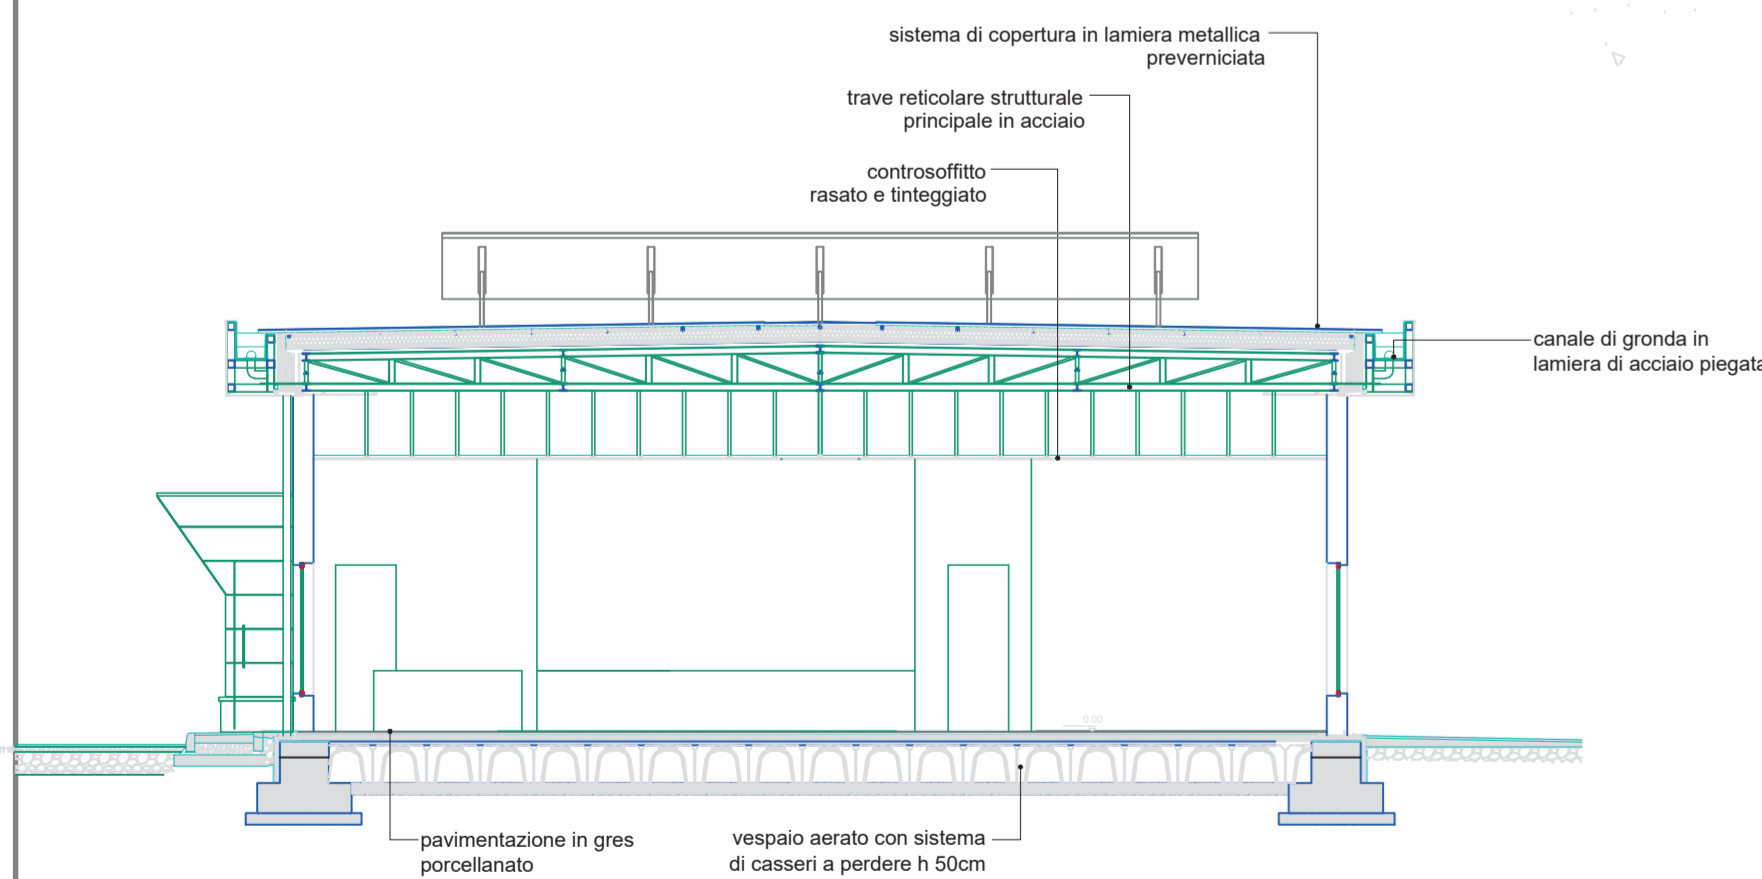 sistema di copertura in lamiera metallica
preverniciata
trave reticolare strutturale
principale in acciaio
controsoffitto
rasato e tinteggiato
canale di gronda in
lamiera di acciaio piegata
0.00
pavimentazione in gres
porcellanato
vespaio aerato con sistema
di casseri a perdere h 50cm